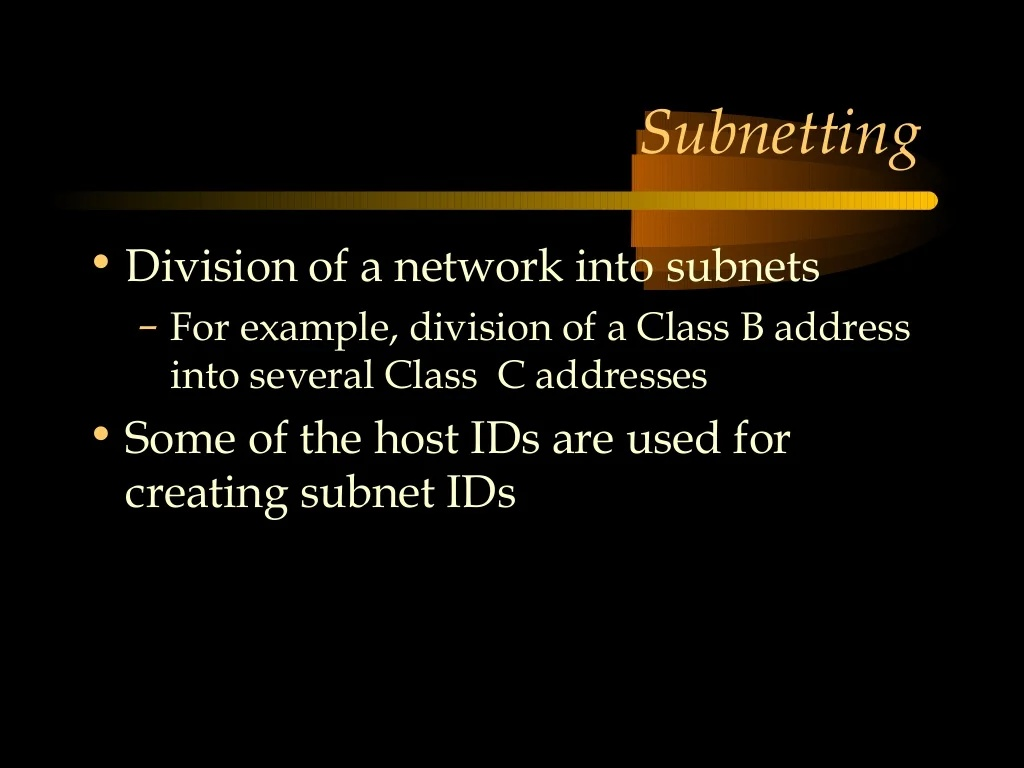 Subnetting
• Division of a network into subnets
– For example, division of a Class B address
into several Class  C addresses
• Some of the host IDs are used for
creating subnet IDs